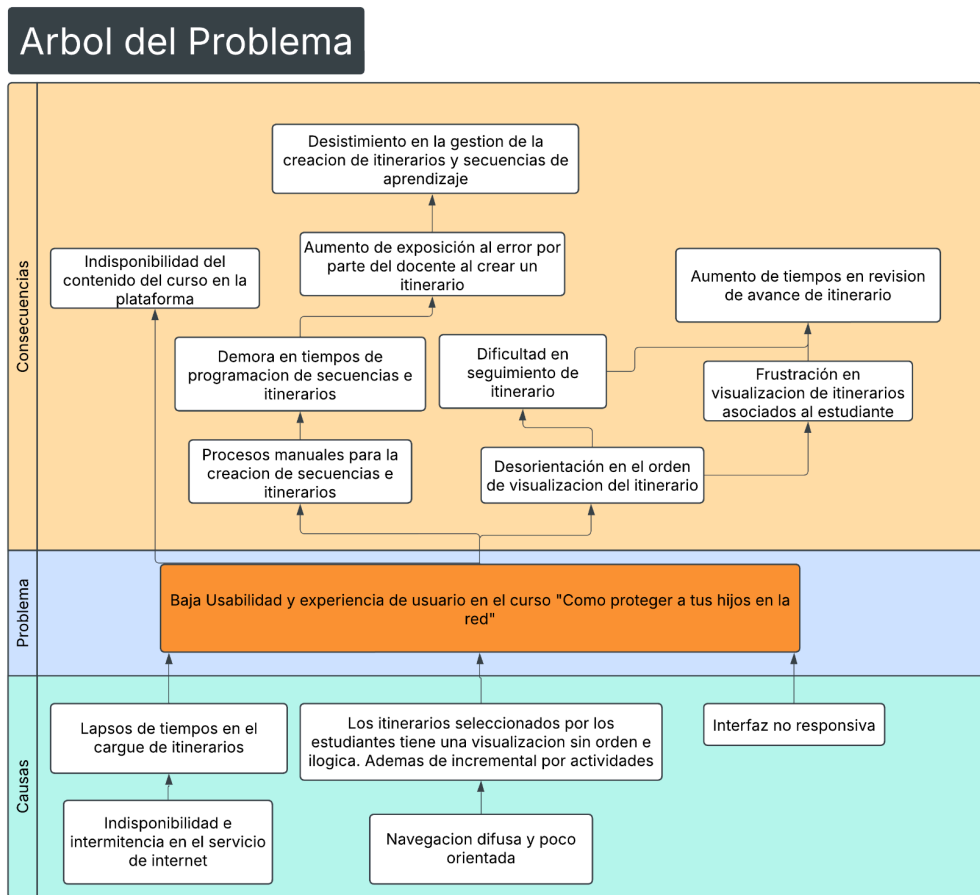 Arbol del Problema
Consecuencias
Desistimiento en la gestion de la
creacion de itinerarios y secuencias de
aprendizaje
Aumento de exposición al error por
parte del docente al crear un
itinerario
Indisponibilidad del
contenido del curso en la
plataforma
Aumento de tiempos en revision
de avance de itinerario
Demora en tiempos de
programacion de secuencias e
itinerarios
Dificultad en
seguimiento de
itinerario
Frustración en
visualizacion de itinerarios
asociados al estudiante
Procesos manuales para la
creacion de secuencias e
itinerarios
Desorientación en el orden
de visualizacion del itinerario
Problema
Baja Usabilidad y experiencia de usuario en el curso "Como proteger a tus hijos en la
red"
Causas
Lapsos de tiempos en el
cargue de itinerarios
Los itinerarios seleccionados por los
estudiantes tiene una visualizacion sin orden e
ilogica. Ademas de incremental por actividades
Interfaz no responsiva
Indisponibilidad e
intermitencia en el servicio
de internet
Navegacion difusa y poco
orientada